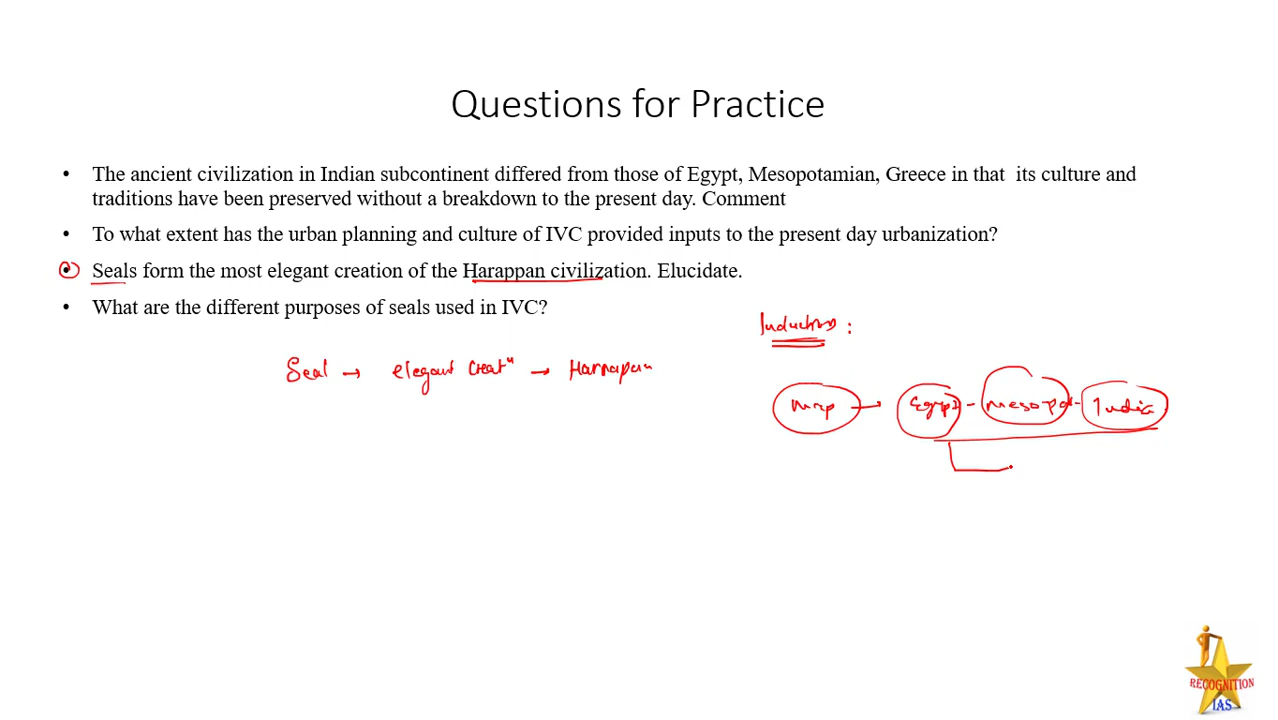 Questions for Practice
• The ancient civilization in Indian subcontinent differed from those of Egypt, Mesopotamian, Greece in that its culture and
traditions have been preserved without a breakdown to the present day. Comment
• To what extent has the urban planning and culture of IVC provided inputs to the present day urbanization?
• Seals form the most elegant creation of the Harappan civilization. Elucidate.
• What are the different purposes of seals used in IVC?
:
Seal → elegant Creatⁿ → Harrapan
Map → Egypt - Mesopo - India
RECOGNITION
IAS